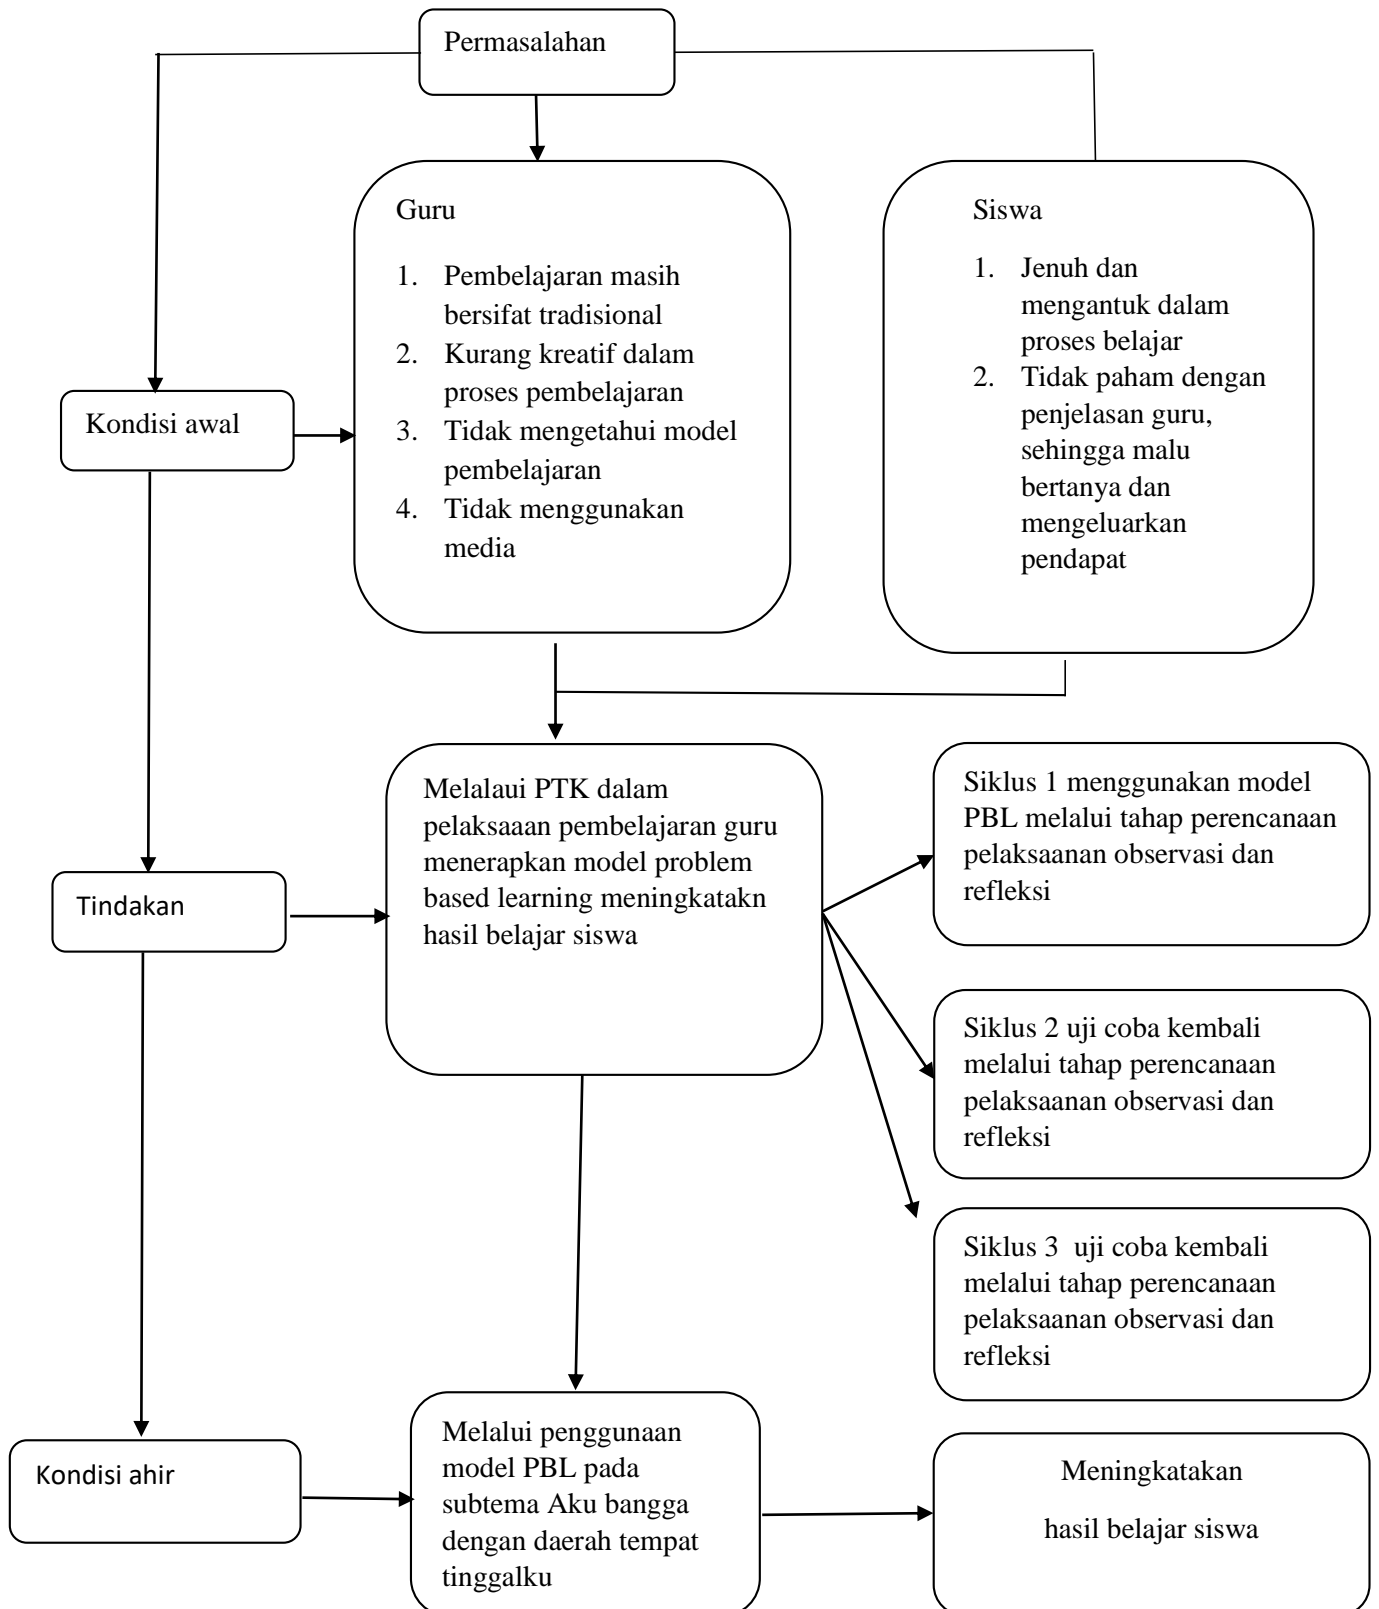 Permasalahan
Guru
1. Pembelajaran masih
bersifat tradisional
2. Kurang kreatif dalam
proses pembelajaran
3. Tidak mengetahui model
pembelajaran
4. Tidak menggunakan
media
Siswa
1. Jenuh dan
mengantuk dalam
proses belajar
2. Tidak paham dengan
penjelasan guru,
sehingga malu
bertanya dan
mengeluarkan
pendapat
Kondisi awal
Melalaui PTK dalam
pelaksaaan pembelajaran guru
menerapkan model problem
based learning meningkatakn
hasil belajar siswa
Siklus 1 menggunakan model
PBL melalui tahap perencanaan
pelaksaanan observasi dan
refleksi
Tindakan
Siklus 2 uji coba kembali
melalui tahap perencanaan
pelaksaanan observasi dan
refleksi
Siklus 3 uji coba kembali
melalui tahap perencanaan
pelaksaanan observasi dan
refleksi
Kondisi ahir
Melalui penggunaan
model PBL pada
subtema Aku bangga
dengan daerah tempat
tinggalku
Meningkatakan
hasil belajar siswa